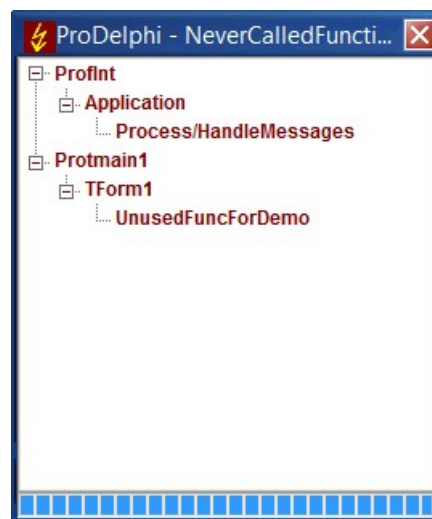 ProDelphi - NeverCalledFuncti...
ProfInt
Application
Process/HandleMessages
Protmain1
TForm1
UnusedFuncForDemo